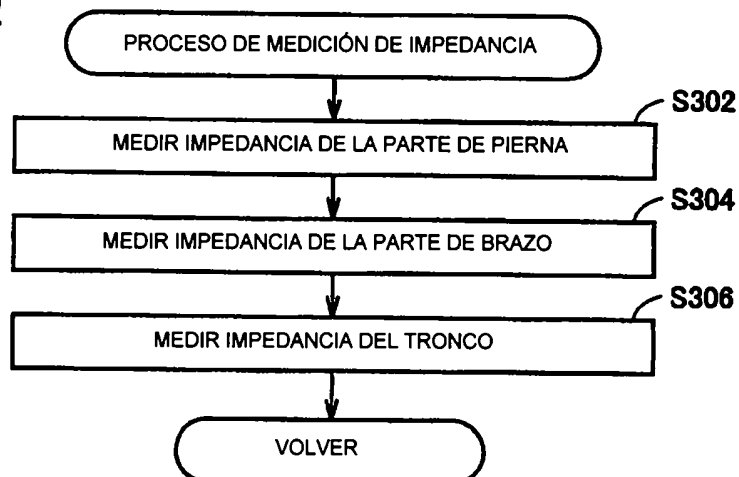 PROCESO DE MEDICIÓN DE IMPEDANCIA
S302
MEDIR IMPEDANCIA DE LA PARTE DE PIERNA
S304
MEDIR IMPEDANCIA DE LA PARTE DE BRAZO
S306
MEDIR IMPEDANCIA DEL TRONCO
VOLVER